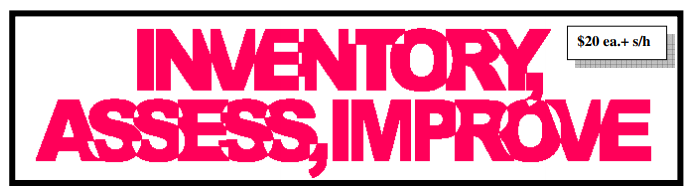 INVENTORY,
$20 ea.+ s/h
ASSESS, IMPROVE